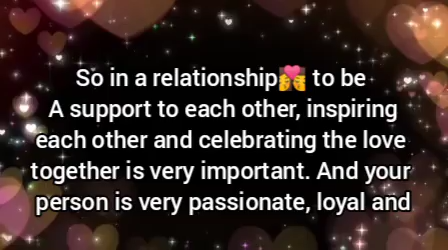 So in a relationship💏 to be
A support to each other, inspiring
each other and celebrating the love
together is very important. And your
person is very passionate, loyal and